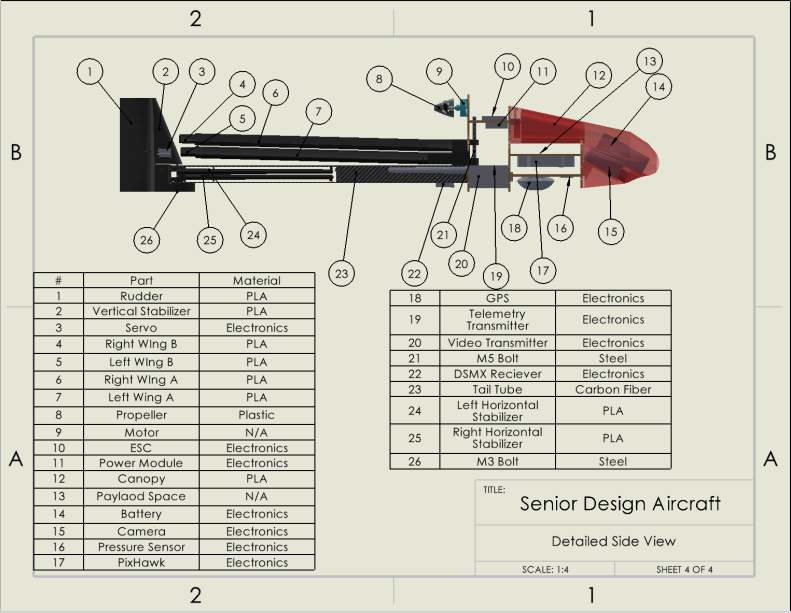 2 1
B B
1 2 3 4 5 6 7 8 9 10 11 12 13 14
26 25 24 23 22 21 20 19 18 17 16 15
# Part Material
1 Rudder PLA
2 Vertical Stabilizer PLA
3 Servo Electronics
4 Right WIng B PLA
5 Left WIng B PLA
6 Right WIng A PLA
7 Left Wing A PLA
8 Propeller Plastic
9 Motor N/A
10 ESC Electronics
11 Power Module Electronics
12 Canopy PLA
13 Paylaod Space N/A
14 Battery Electronics
15 Camera Electronics
16 Pressure Sensor Electronics
17 PixHawk Electronics
18 GPS Electronics
19 Telemetry
Transmitter Electronics
20 Video Transmitter Electronics
21 M5 Bolt Steel
22 DSMX Reciever Electronics
23 Tail Tube Carbon Fiber
24 Left Horizontal
Stabilizer PLA
25 Right Horizontal
Stabilizer PLA
26 M3 Bolt Steel
A A
TITLE:
Senior Design Aircraft
Detailed Side View
SCALE: 1:4 SHEET 4 OF 4
2 1